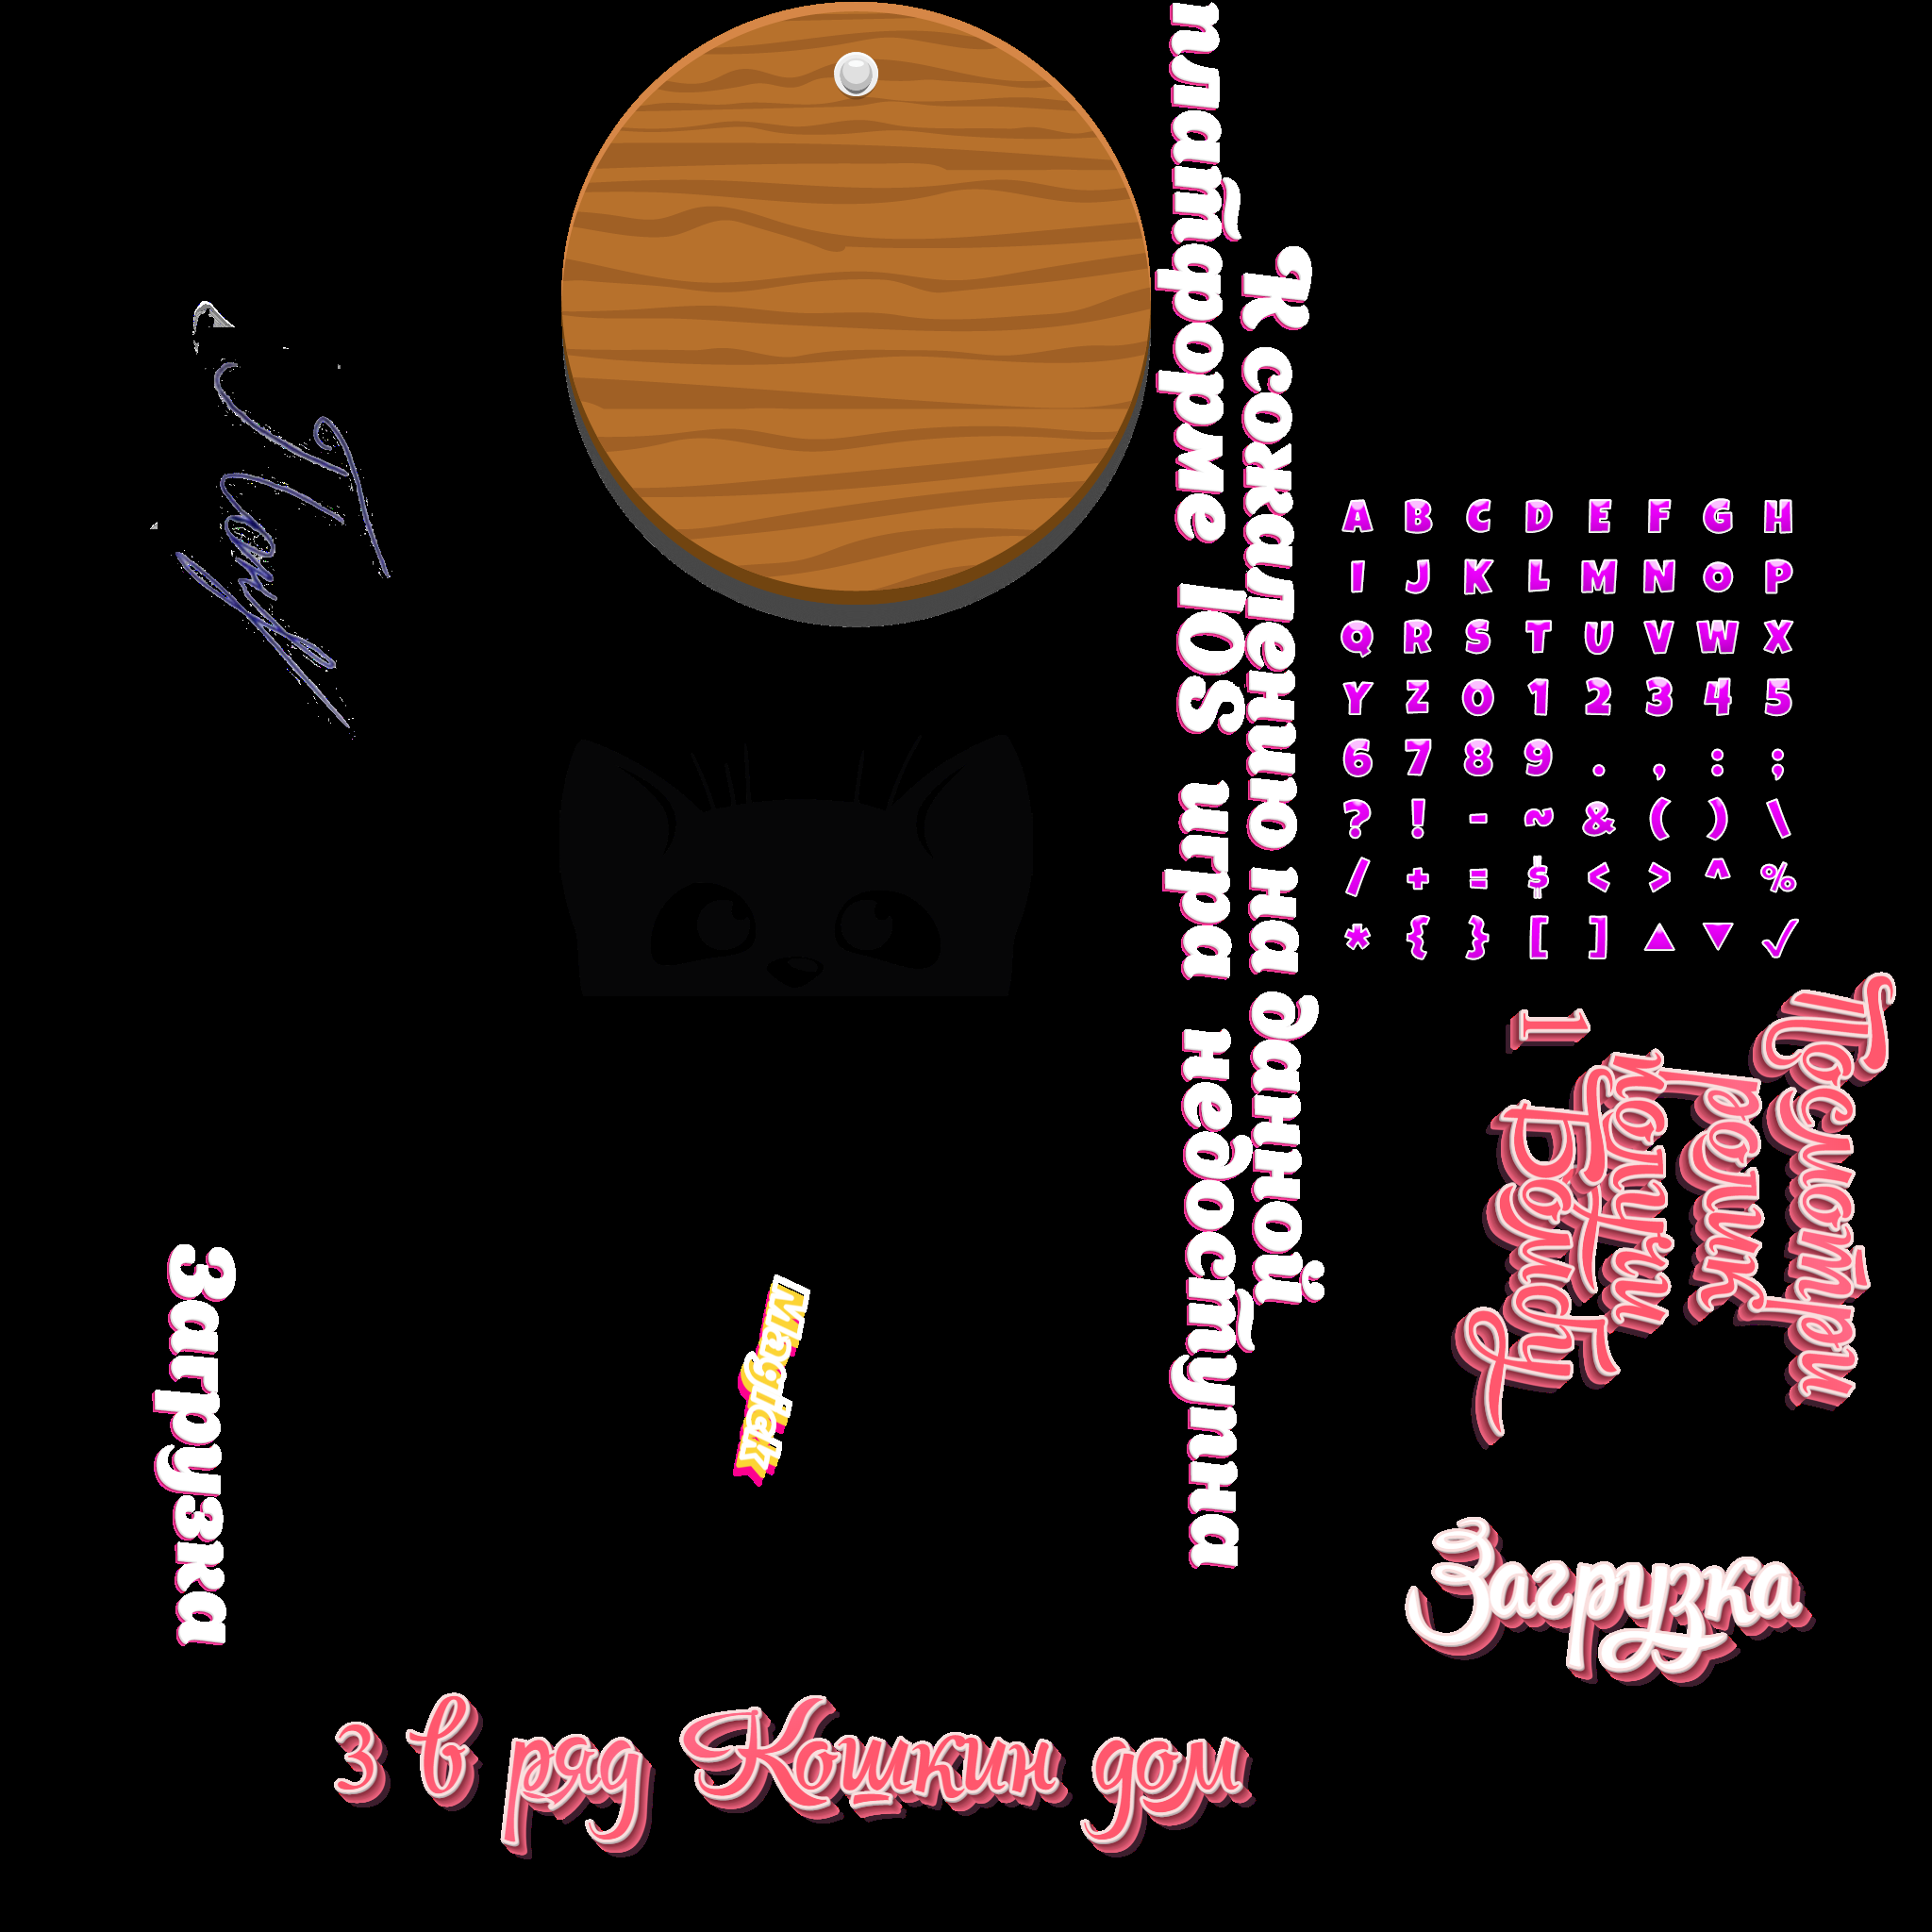 К сожалению на данной
платформе IOS игра недоступна
A B C D E F G H
I J K L M N O P
Q R S T U V W X
Y Z 0 1 2 3 4 5
6 7 8 9 . , : ;
? ! - ~ & ( ) \
/ + = $ < > ^ %
* { } [ ] ▲ ▼ ✓
Посмотри
ролик
получи
1 Бомбу
Загрузка
Magick
Загрузка
3 в ряд Кошкин дом